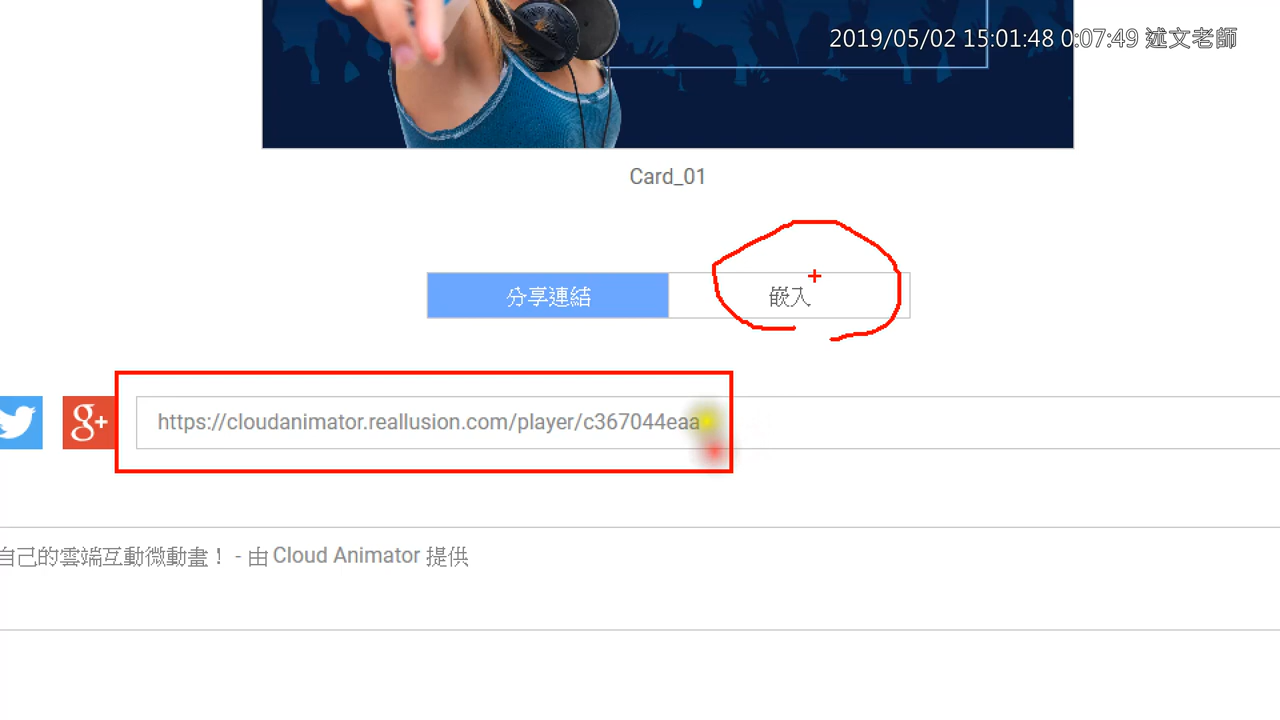 2019/05/02 15:01:48 0:07:49 述文老師
Card_01
分享連結
嵌入
g+
https://cloudanimator.reallusion.com/player/c367044eaa
自己的雲端互動微動畫！ - 由 Cloud Animator 提供